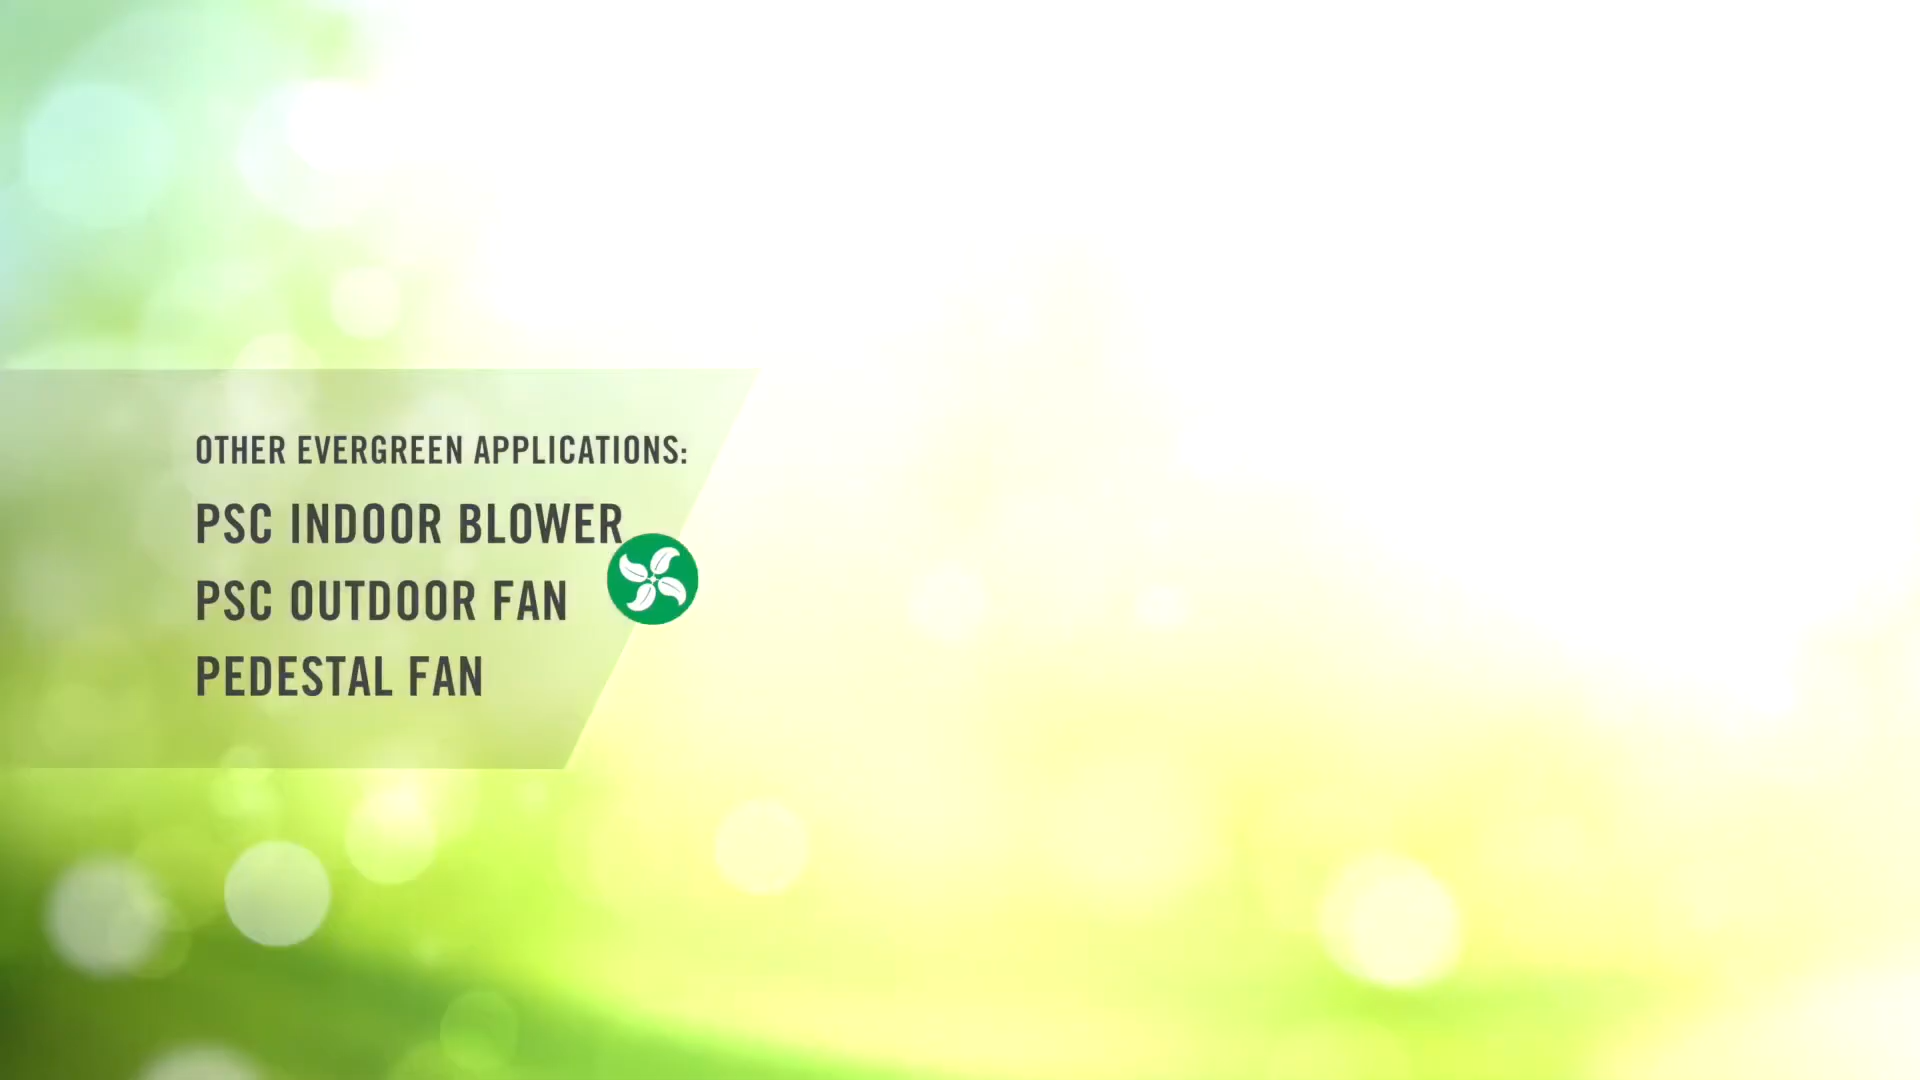 OTHER EVERGREEN APPLICATIONS:
PSC INDOOR BLOWER
PSC OUTDOOR FAN
PEDESTAL FAN